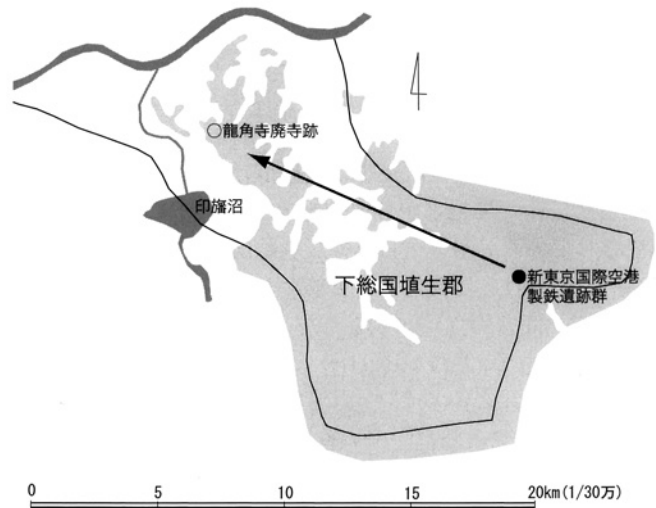 ○龍角寺廃寺跡
印旛沼
下総国埴生郡
●新東京国際空港
製鉄遺跡群
0 5 10 15 20km(1/30万)